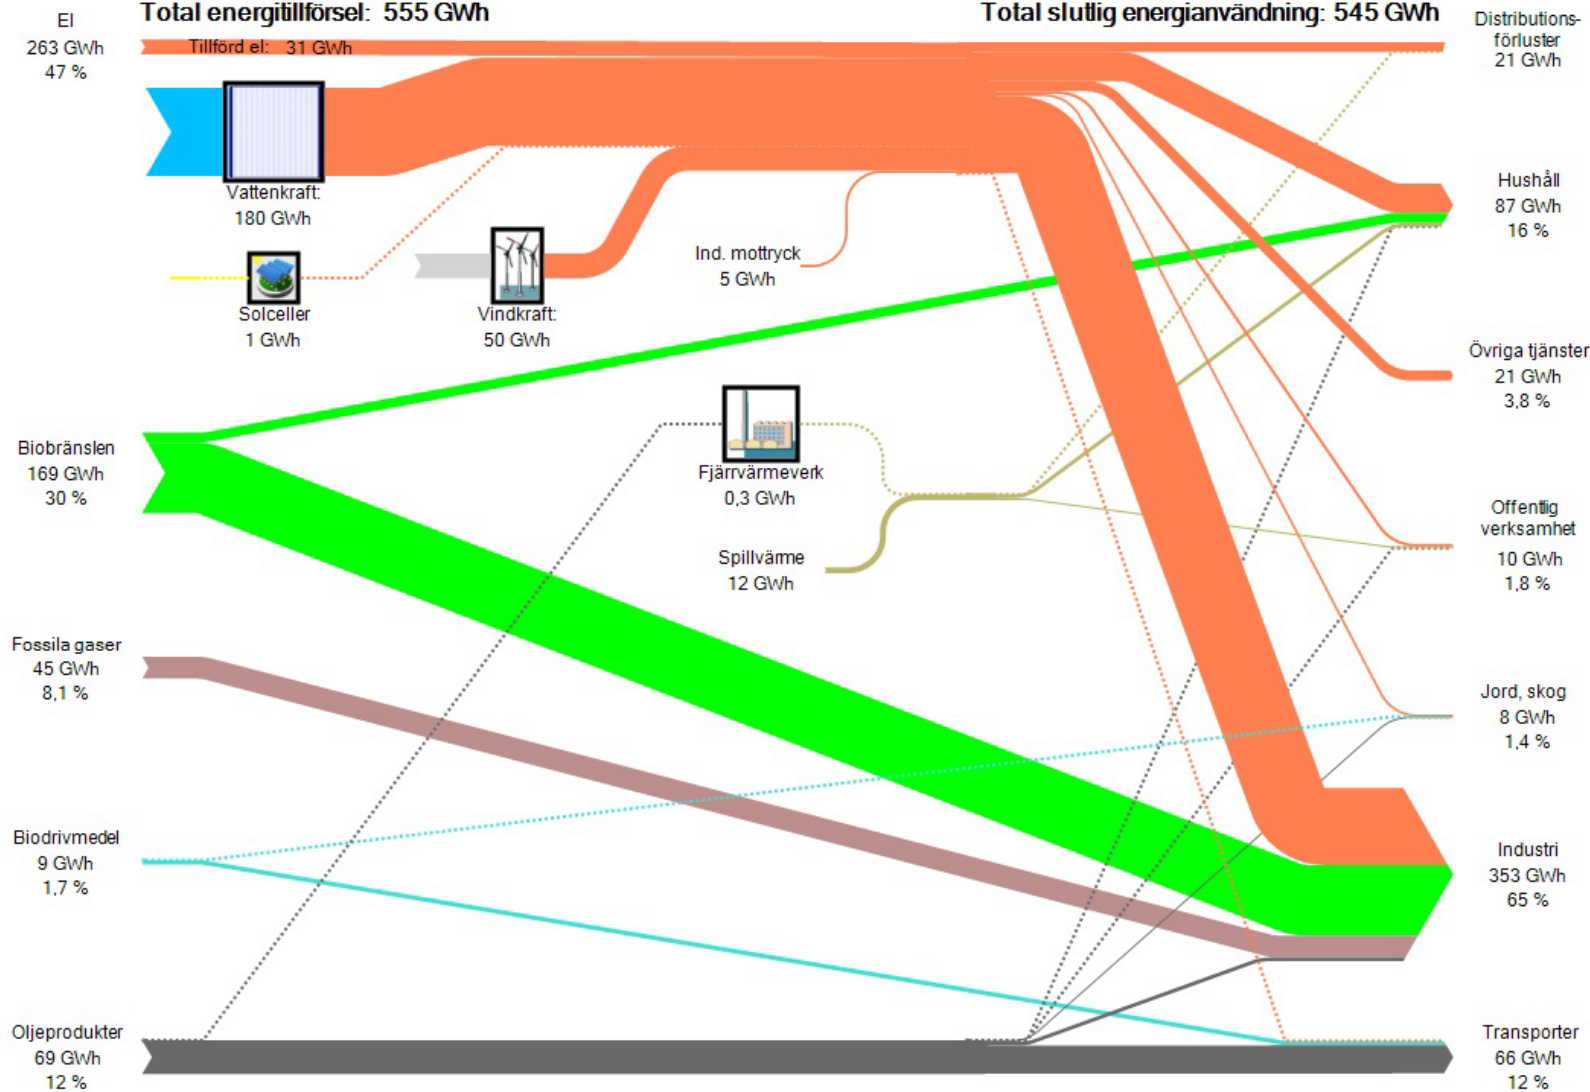 Total energitillförsel: 555 GWh
Total slutlig energianvändning: 545 GWh
El
263 GWh
47 %
Tillförd el: 31 GWh
Distributions-
förluster
21 GWh
Vattenkraft:
180 GWh
Hushåll
87 GWh
16 %
Ind. mottryck
5 GWh
Solceller
1 GWh
Vindkraft:
50 GWh
Övriga tjänster
21 GWh
3,8 %
Biobränslen
169 GWh
30 %
Fjärrvärmeverk
0,3 GWh
Offentlig
verksamhet
10 GWh
1,8 %
Spillvärme
12 GWh
Fossila gaser
45 GWh
8,1 %
Jord, skog
8 GWh
1,4 %
Biodrivmedel
9 GWh
1,7 %
Industri
353 GWh
65 %
Oljeprodukter
69 GWh
12 %
Transporter
66 GWh
12 %